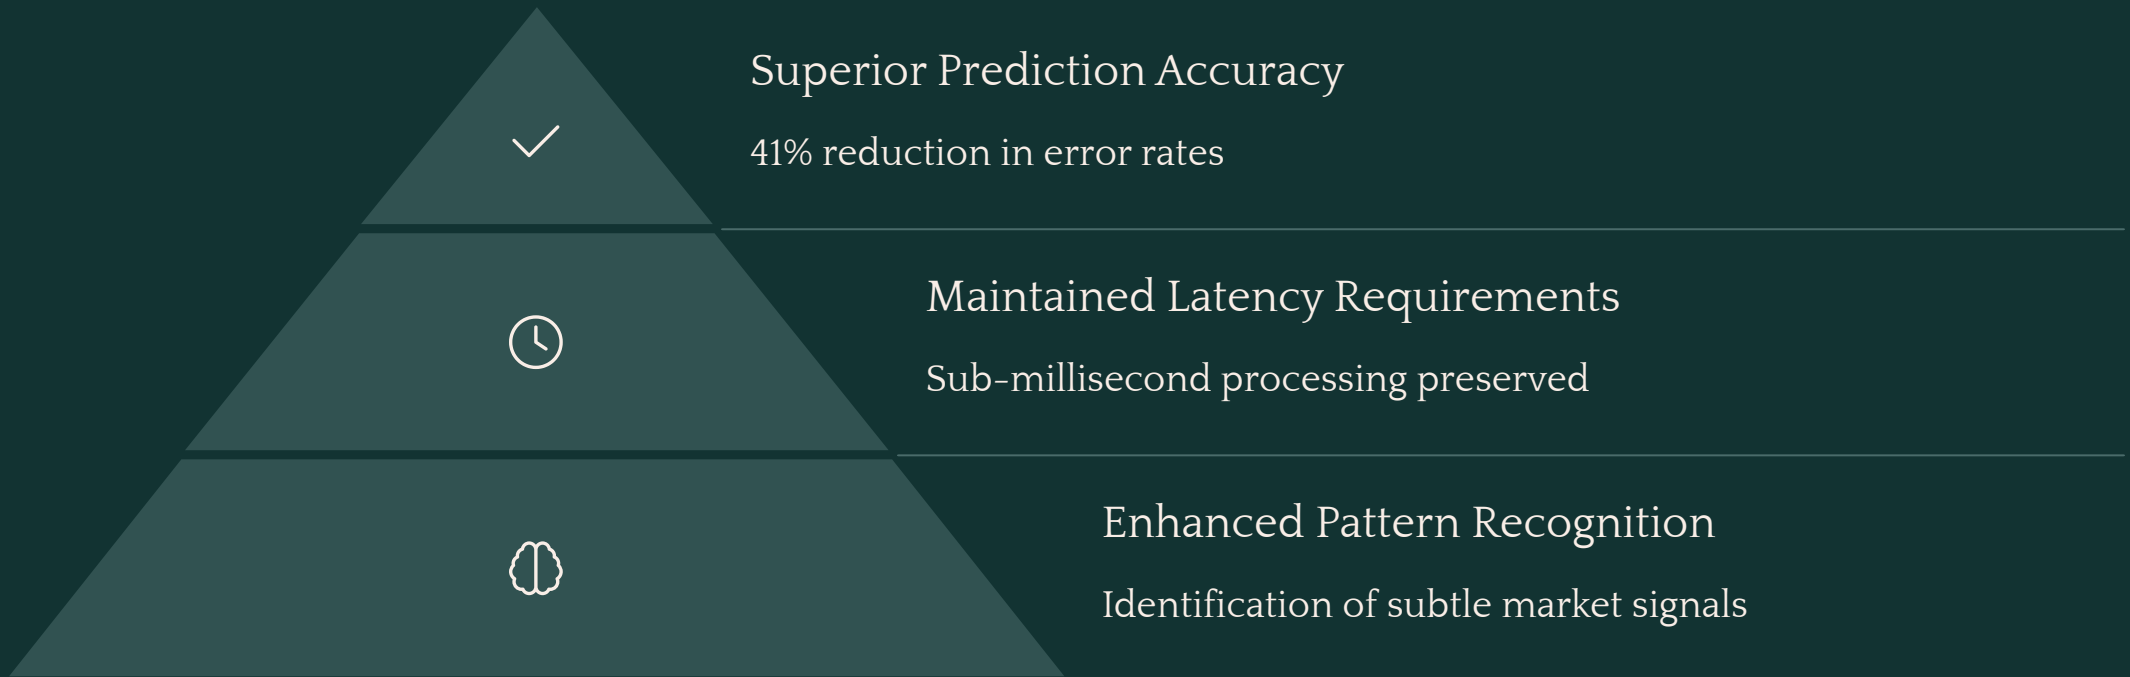 Superior Prediction Accuracy
41% reduction in error rates
Maintained Latency Requirements
Sub-millisecond processing preserved
Enhanced Pattern Recognition
Identification of subtle market signals